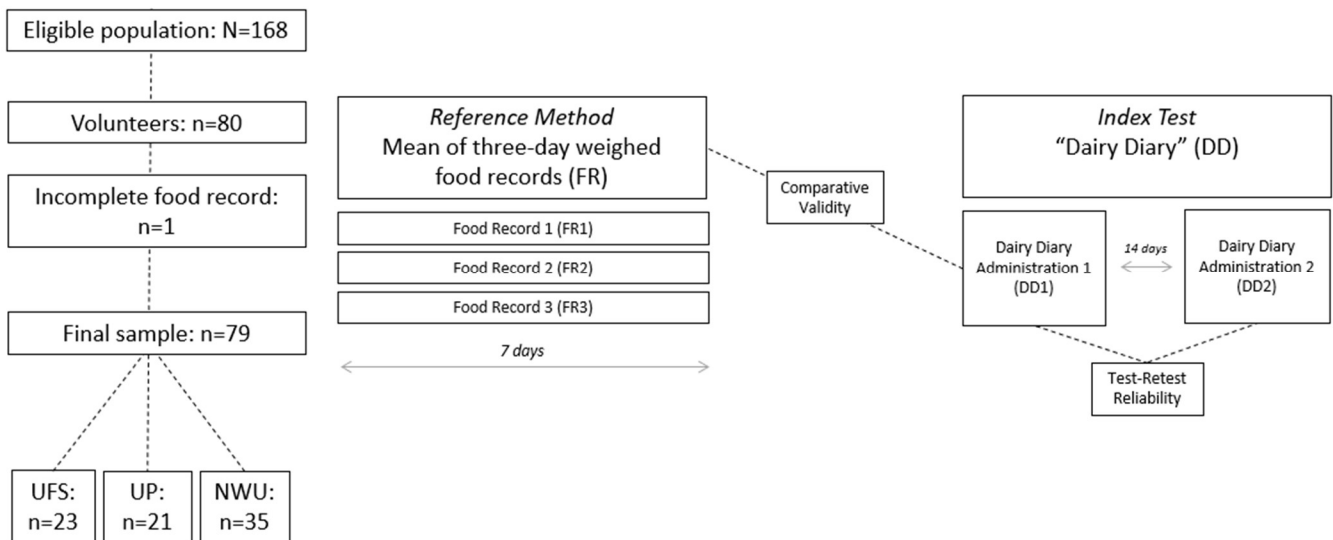 Eligible population: N=168
Volunteers: n=80
Incomplete food record:
n=1
Final sample: n=79
UFS:
n=23
UP:
n=21
NWU:
n=35
Reference Method
Mean of three-day weighed
food records (FR)
Food Record 1 (FR1)
Food Record 2 (FR2)
Food Record 3 (FR3)
7 days
Comparative
Validity
Index Test
“Dairy Diary” (DD)
Dairy Diary
Administration 1
(DD1)
14 days
Dairy Diary
Administration 2
(DD2)
Test-Retest
Reliability